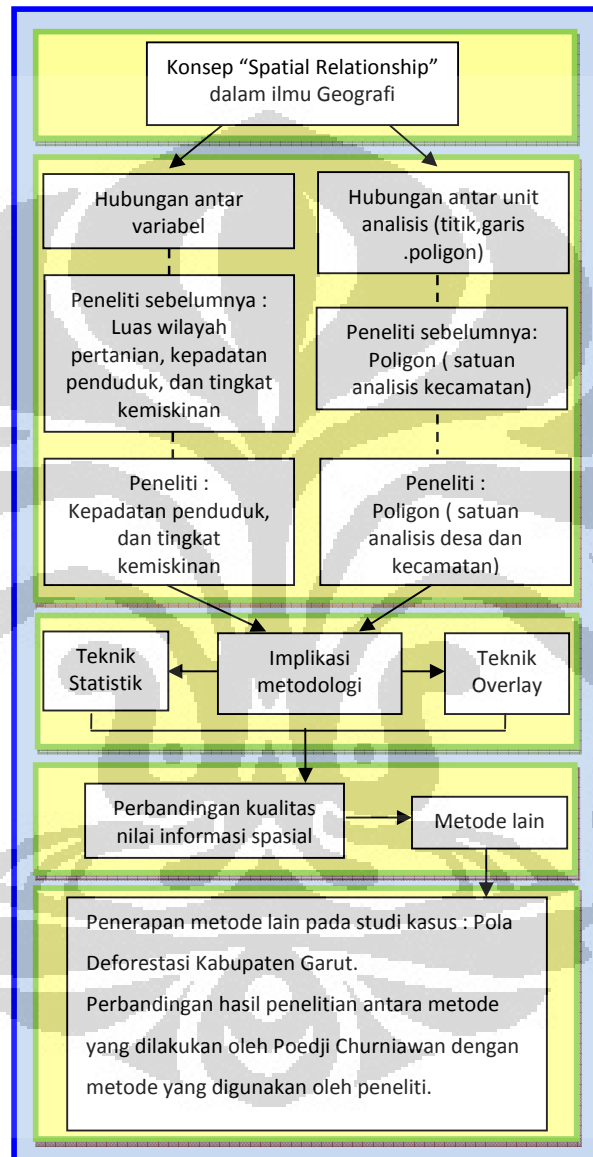 Konsep “Spatial Relationship”
dalam ilmu Geografi
Hubungan antar
variabel
Hubungan antar unit
analisis (titik,garis
.poligon)
Peneliti sebelumnya :
Luas wilayah
pertanian, kepadatan
penduduk, dan tingkat
kemiskinan
Peneliti sebelumnya:
Poligon ( satuan
analisis kecamatan)
Peneliti :
Kepadatan penduduk,
dan tingkat
kemiskinan
Peneliti :
Poligon ( satuan
analisis desa dan
kecamatan)
Teknik
Statistik
Implikasi
metodologi
Teknik
Overlay
Perbandingan kualitas
nilai informasi spasial
Metode lain
Penerapan metode lain pada studi kasus : Pola
Deforestasi Kabupaten Garut.
Perbandingan hasil penelitian antara metode
yang dilakukan oleh Poedji Churniawan dengan
metode yang digunakan oleh peneliti.